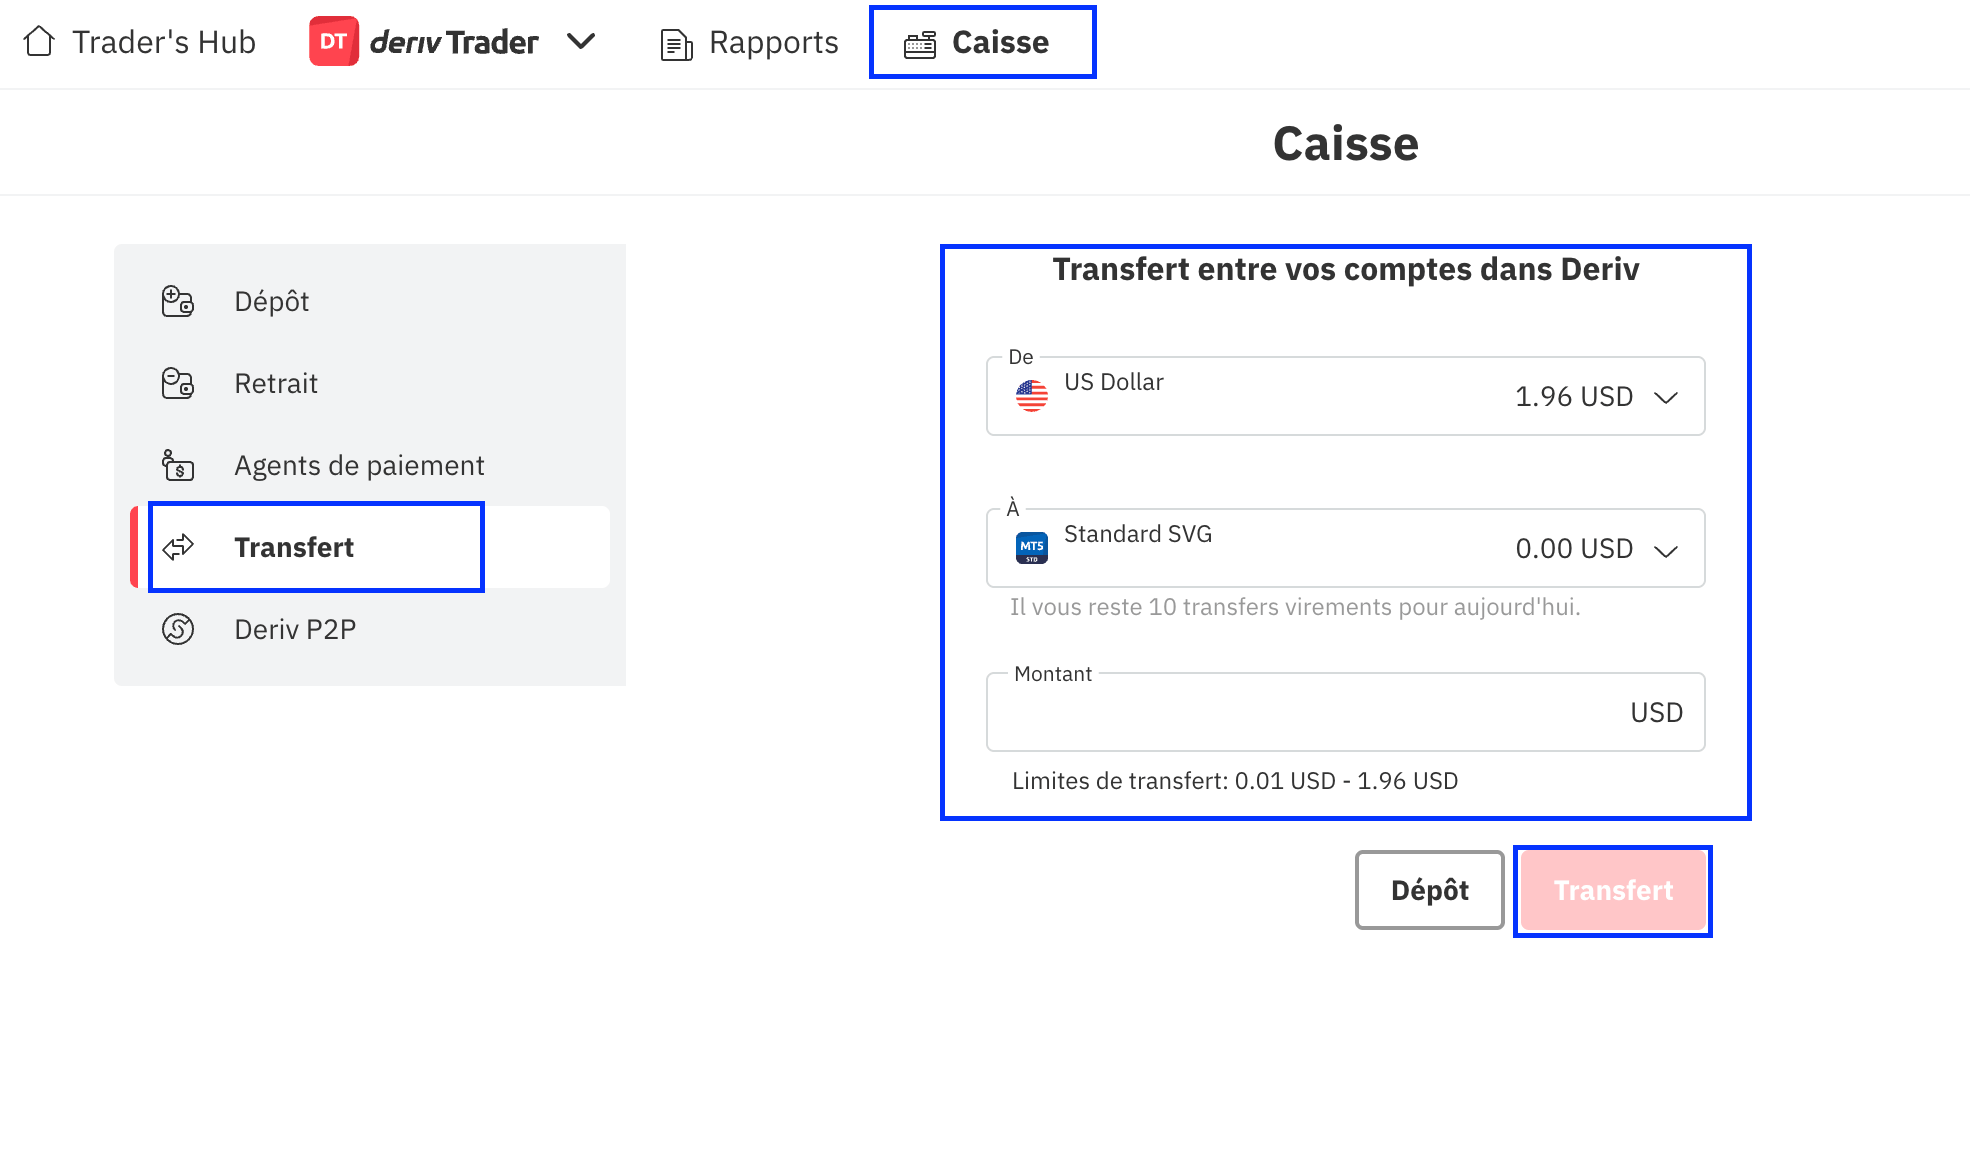 Trader's Hub DT deriv Trader Rapports Caisse
Caisse
Dépôt
Retrait
Agents de paiement
Transfert
Deriv P2P
Transfert entre vos comptes dans Deriv
De
US Dollar
1.96 USD
À
MT5
STD
Standard SVG
0.00 USD
Il vous reste 10 transfers virements pour aujourd'hui.
Montant
USD
Limites de transfert: 0.01 USD - 1.96 USD
Dépôt Transfert